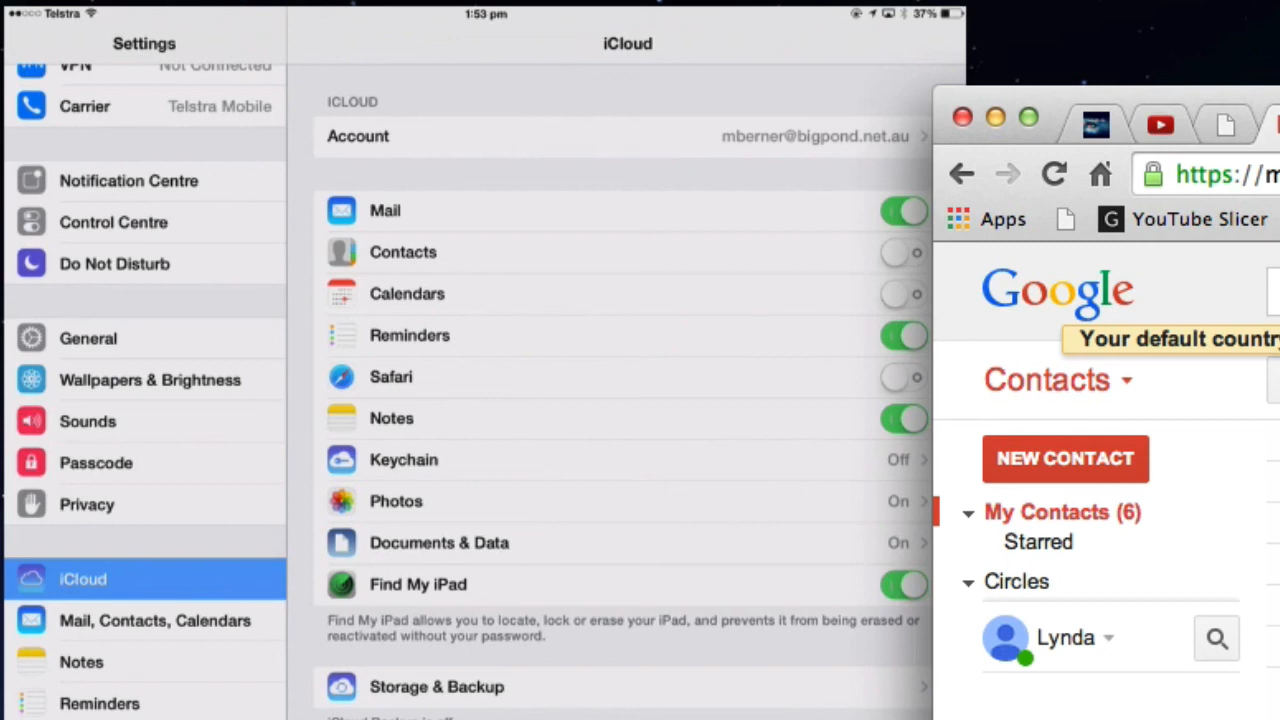 Telstra
1:53 pm
37%
Settings
iCloud
VPN
Not Connected
Carrier
Telstra Mobile
Notification Centre
Control Centre
Do Not Disturb
General
Wallpapers & Brightness
Sounds
Passcode
Privacy
iCloud
Mail, Contacts, Calendars
Notes
Reminders
ICLOUD
Account
mberner@bigpond.net.au
Mail
Contacts
Calendars
Reminders
Safari
Notes
Keychain
Off
Photos
On
Documents & Data
On
Find My iPad
Find My iPad allows you to locate, lock or erase your iPad, and prevents it from being erased or
reactivated without your password.
Storage & Backup
https://m
Apps
G YouTube Slicer
Google
Your default country
Contacts
NEW CONTACT
My Contacts (6)
Starred
Circles
Lynda